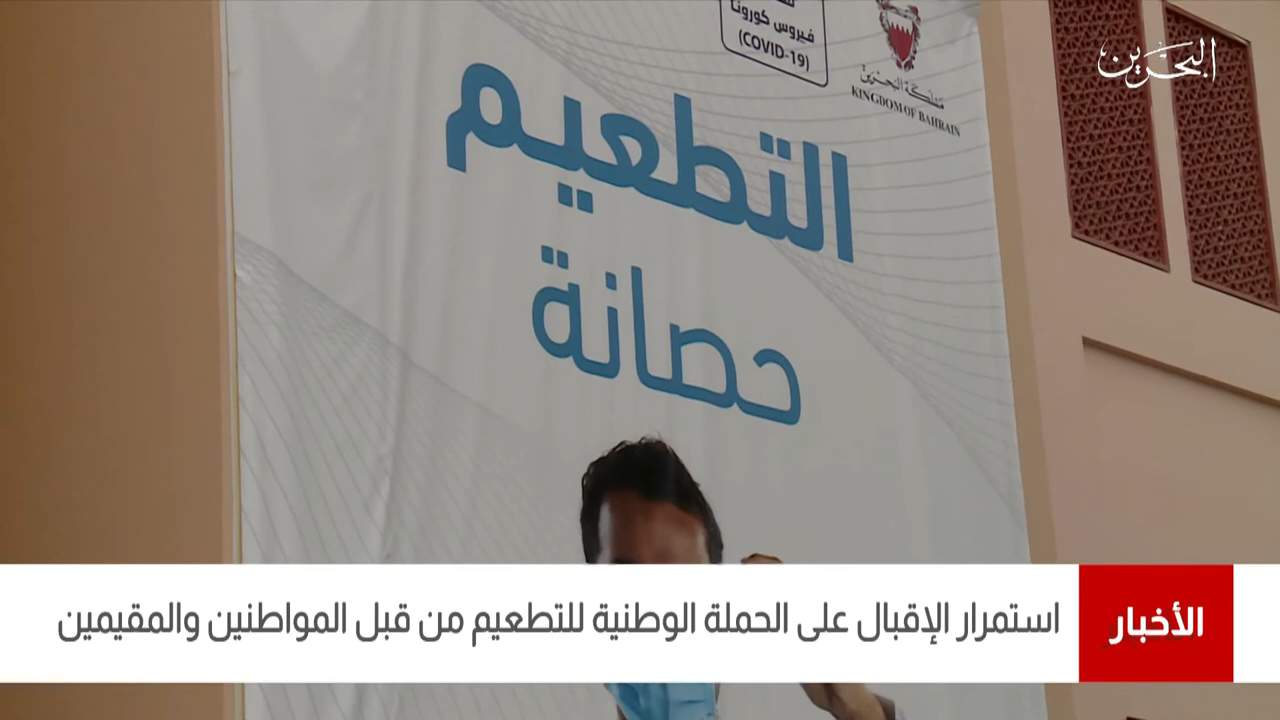 فيروس كورونا
(COVID-19)
مملكة البحرين
KINGDOM OF BAHRAIN
البحرين
التطعيم
حصانة
الأخبار
استمرار الإقبال على الحملة الوطنية للتطعيم من قبل المواطنين والمقيمين